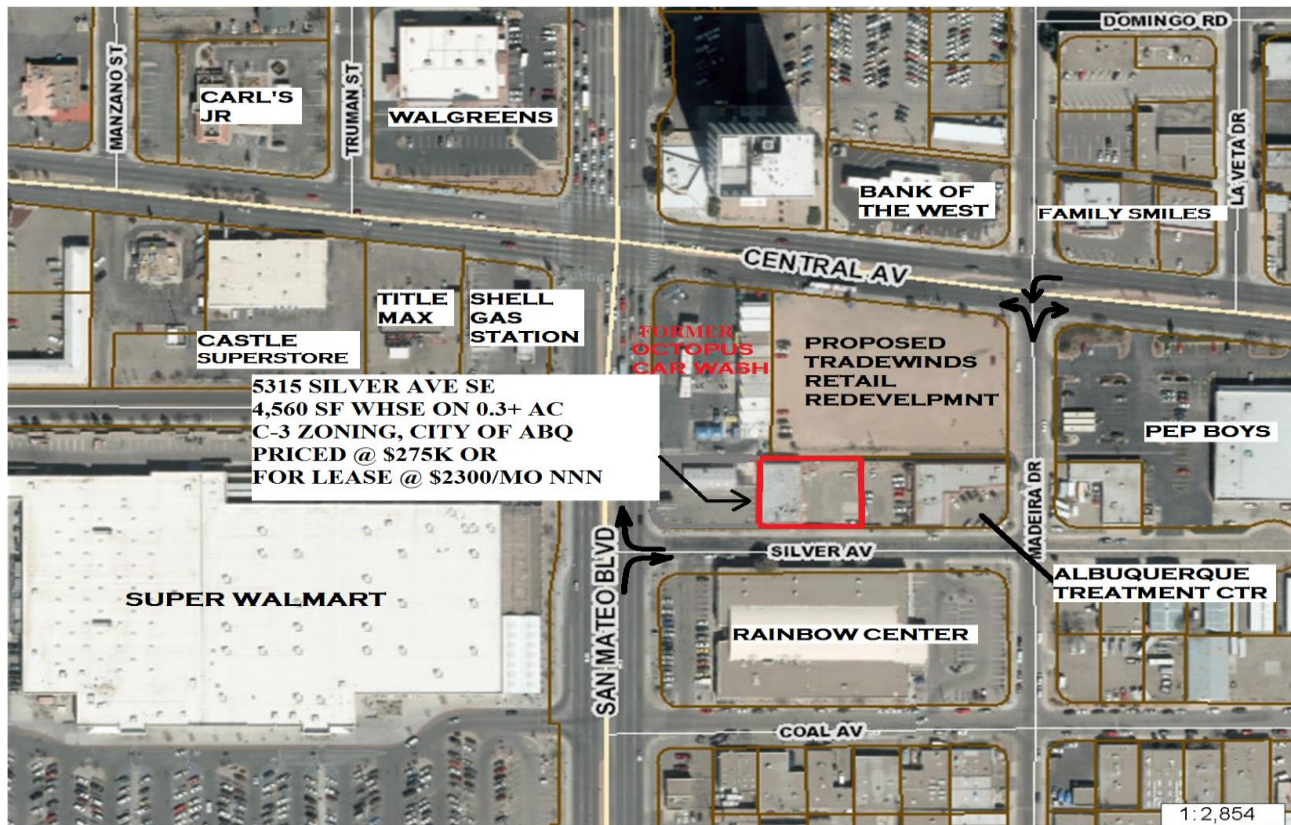 DOMINGO RD
MANZANO ST
CARL'S
JR
TRUMAN ST
WALGREENS
BANK OF
THE WEST
FAMILY SMILES
LA VETA DR
CENTRAL AV
TITLE
MAX
SHELL
GAS
STATION
CASTLE
SUPERSTORE
FORMER
OCTOPUS
CAR WASH
PROPOSED
TRADEWINDS
RETAIL
REDEVELPMNT
PEP BOYS
5315 SILVER AVE SE
4,560 SF WHSE ON 0.3+ AC
C-3 ZONING, CITY OF ABQ
PRICED @ $275K OR
FOR LEASE @ $2300/MO NNN
MADEIRA DR
SILVER AV
SAN MATEO BLVD
SUPER WALMART
ALBUQUERQUE
TREATMENT CTR
RAINBOW CENTER
COAL AV
1:2,854